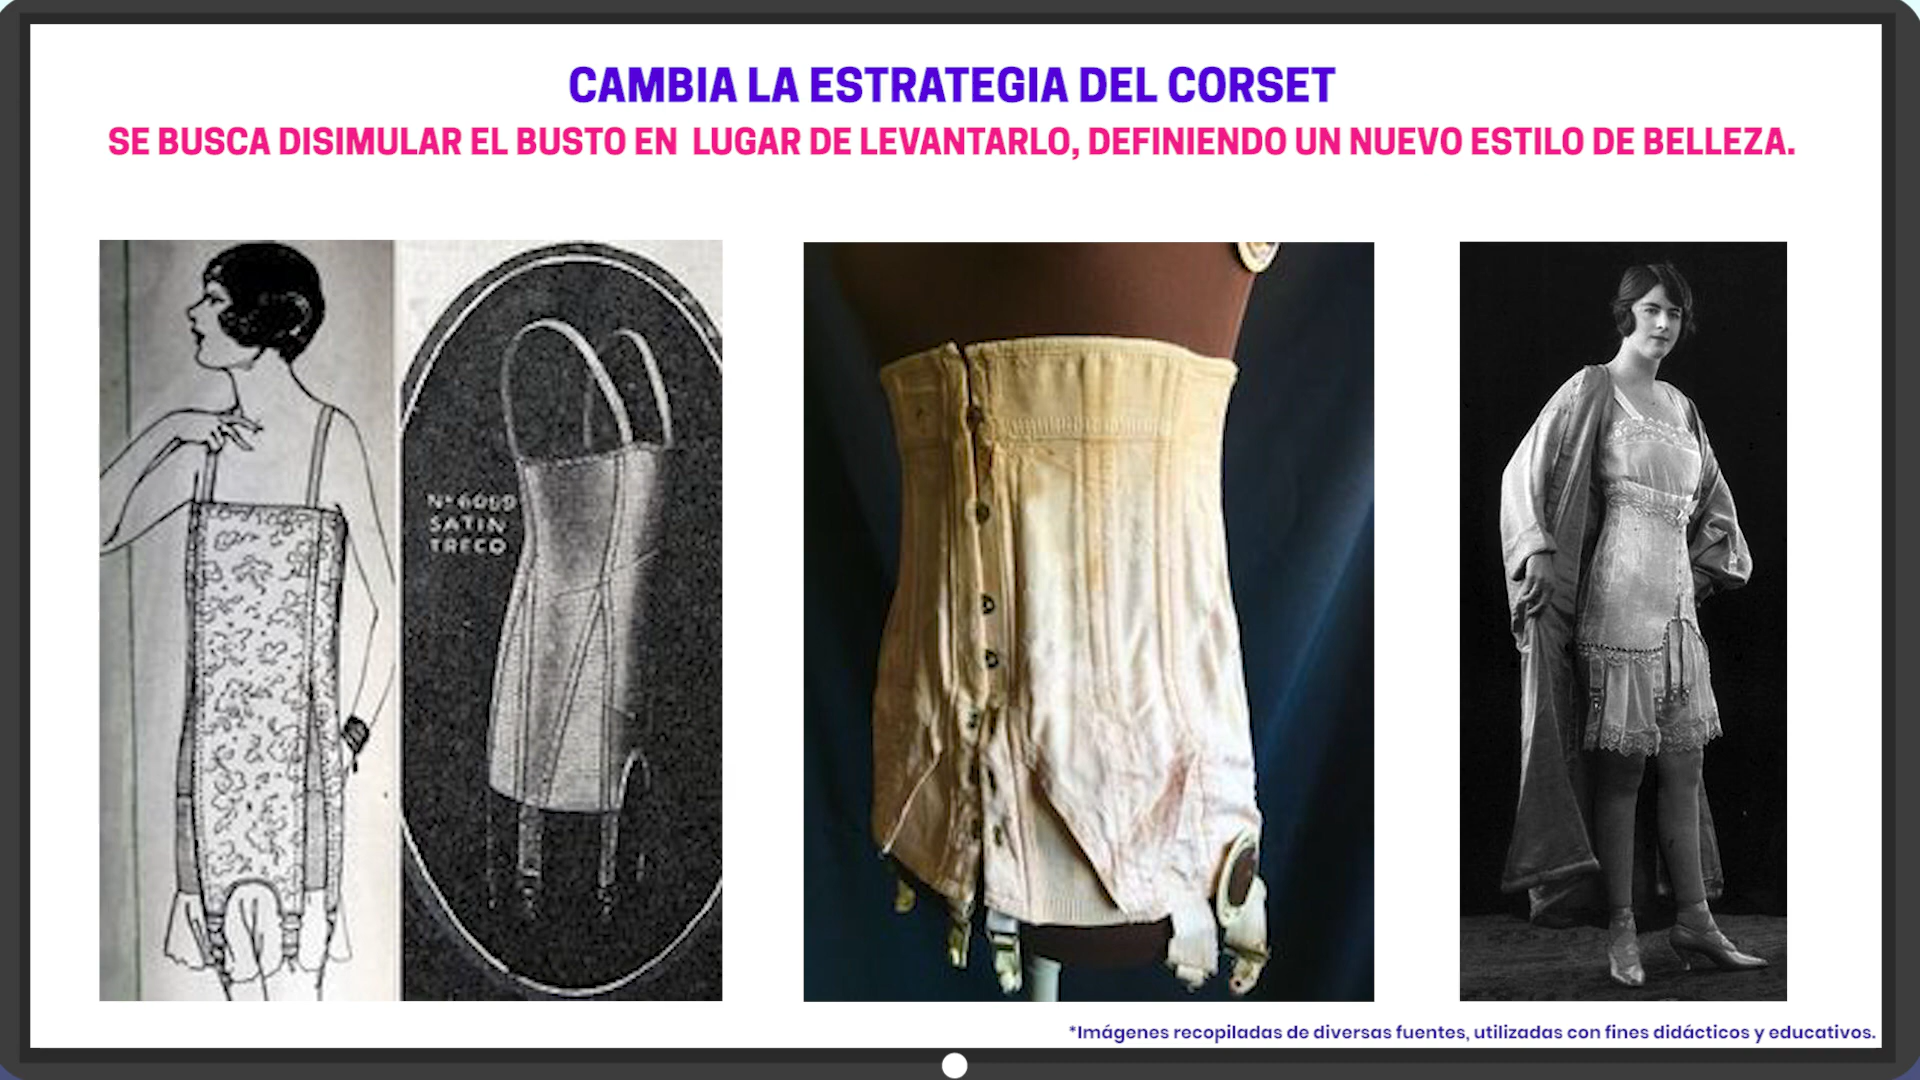 CAMBIA LA ESTRATEGIA DEL CORSET
SE BUSCA DISIMULAR EL BUSTO EN LUGAR DE LEVANTARLO, DEFINIENDO UN NUEVO ESTILO DE BELLEZA.
SATIN
TRECO
*Imágenes recopiladas de diversas fuentes, utilizadas con fines didácticos y educativos.